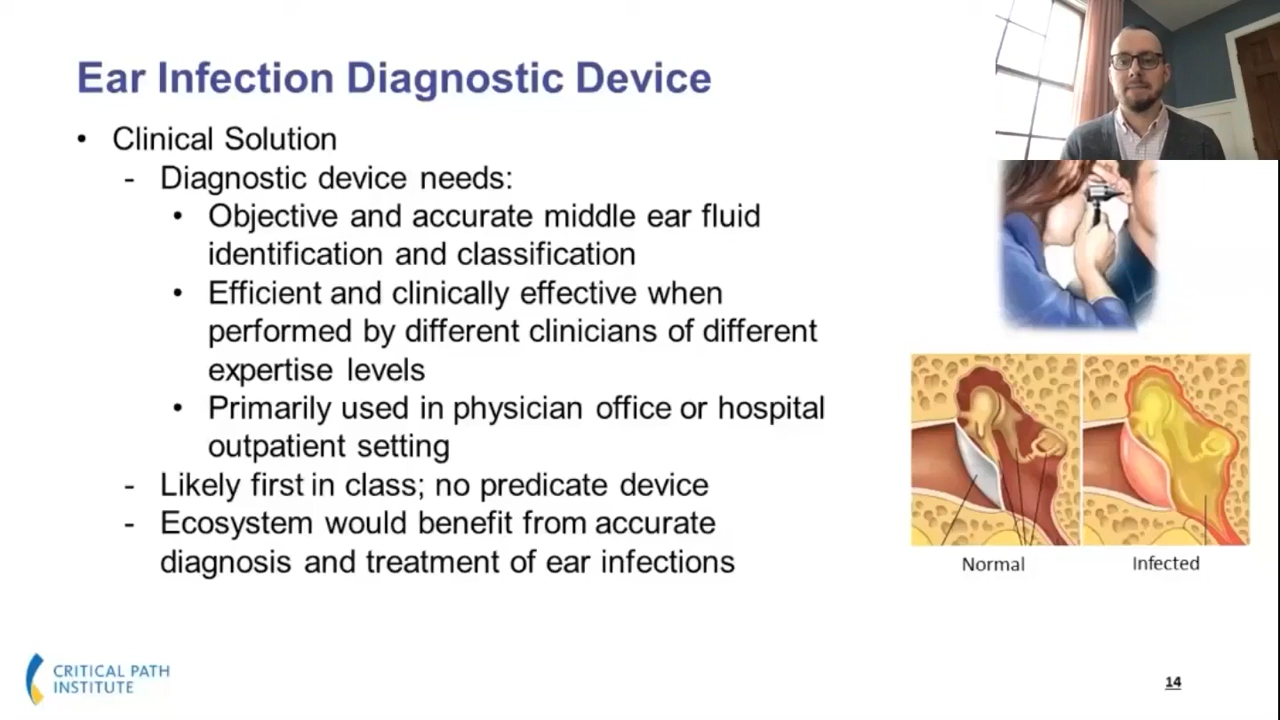 Ear Infection Diagnostic Device
• Clinical Solution
- Diagnostic device needs:
• Objective and accurate middle ear fluid
identification and classification
• Efficient and clinically effective when
performed by different clinicians of different
expertise levels
• Primarily used in physician office or hospital
outpatient setting
- Likely first in class; no predicate device
- Ecosystem would benefit from accurate
diagnosis and treatment of ear infections
Normal
Infected
CRITICAL PATH
INSTITUTE
14